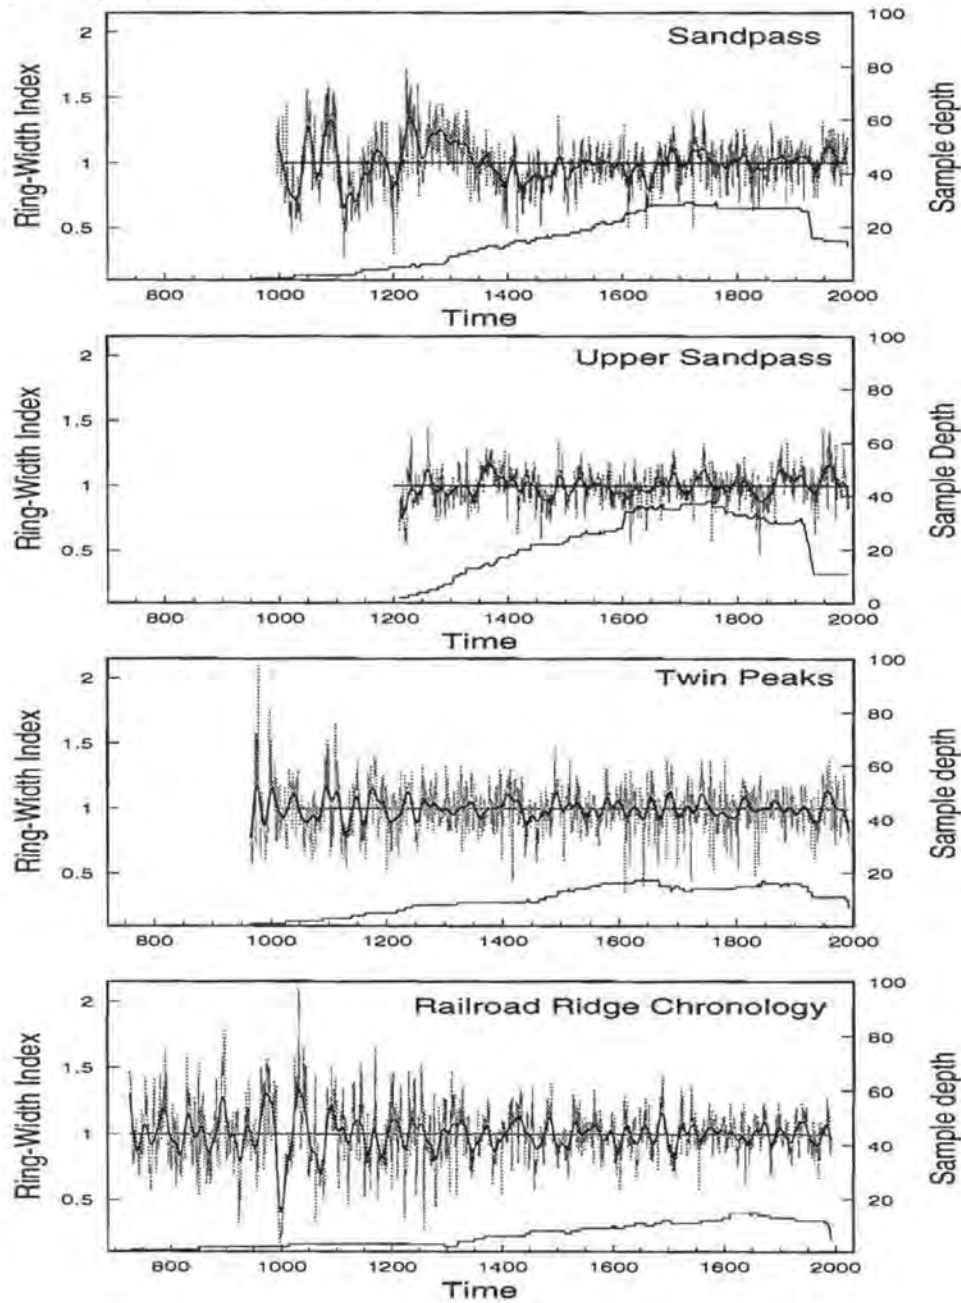 Sandpass
Ring-Width Index
2
1.5
1
0.5
100
80
60
40
20
Sample depth
800 1000 1200 1400 1600 1800 2000
Time
Upper Sandpass
Ring-Width Index
2
1.5
1
0.5
100
80
60
40
20
0
Sample Depth
800 1000 1200 1400 1600 1800 2000
Time
Twin Peaks
Ring-Width Index
2
1.5
1
0.5
100
80
60
40
20
Sample depth
800 1000 1200 1400 1600 1800 2000
Railroad Ridge Chronology
Ring-Width Index
2
1.5
1
0.5
100
80
60
40
20
Sample depth
800 1000 1200 1400 1600 1800 2000
Time